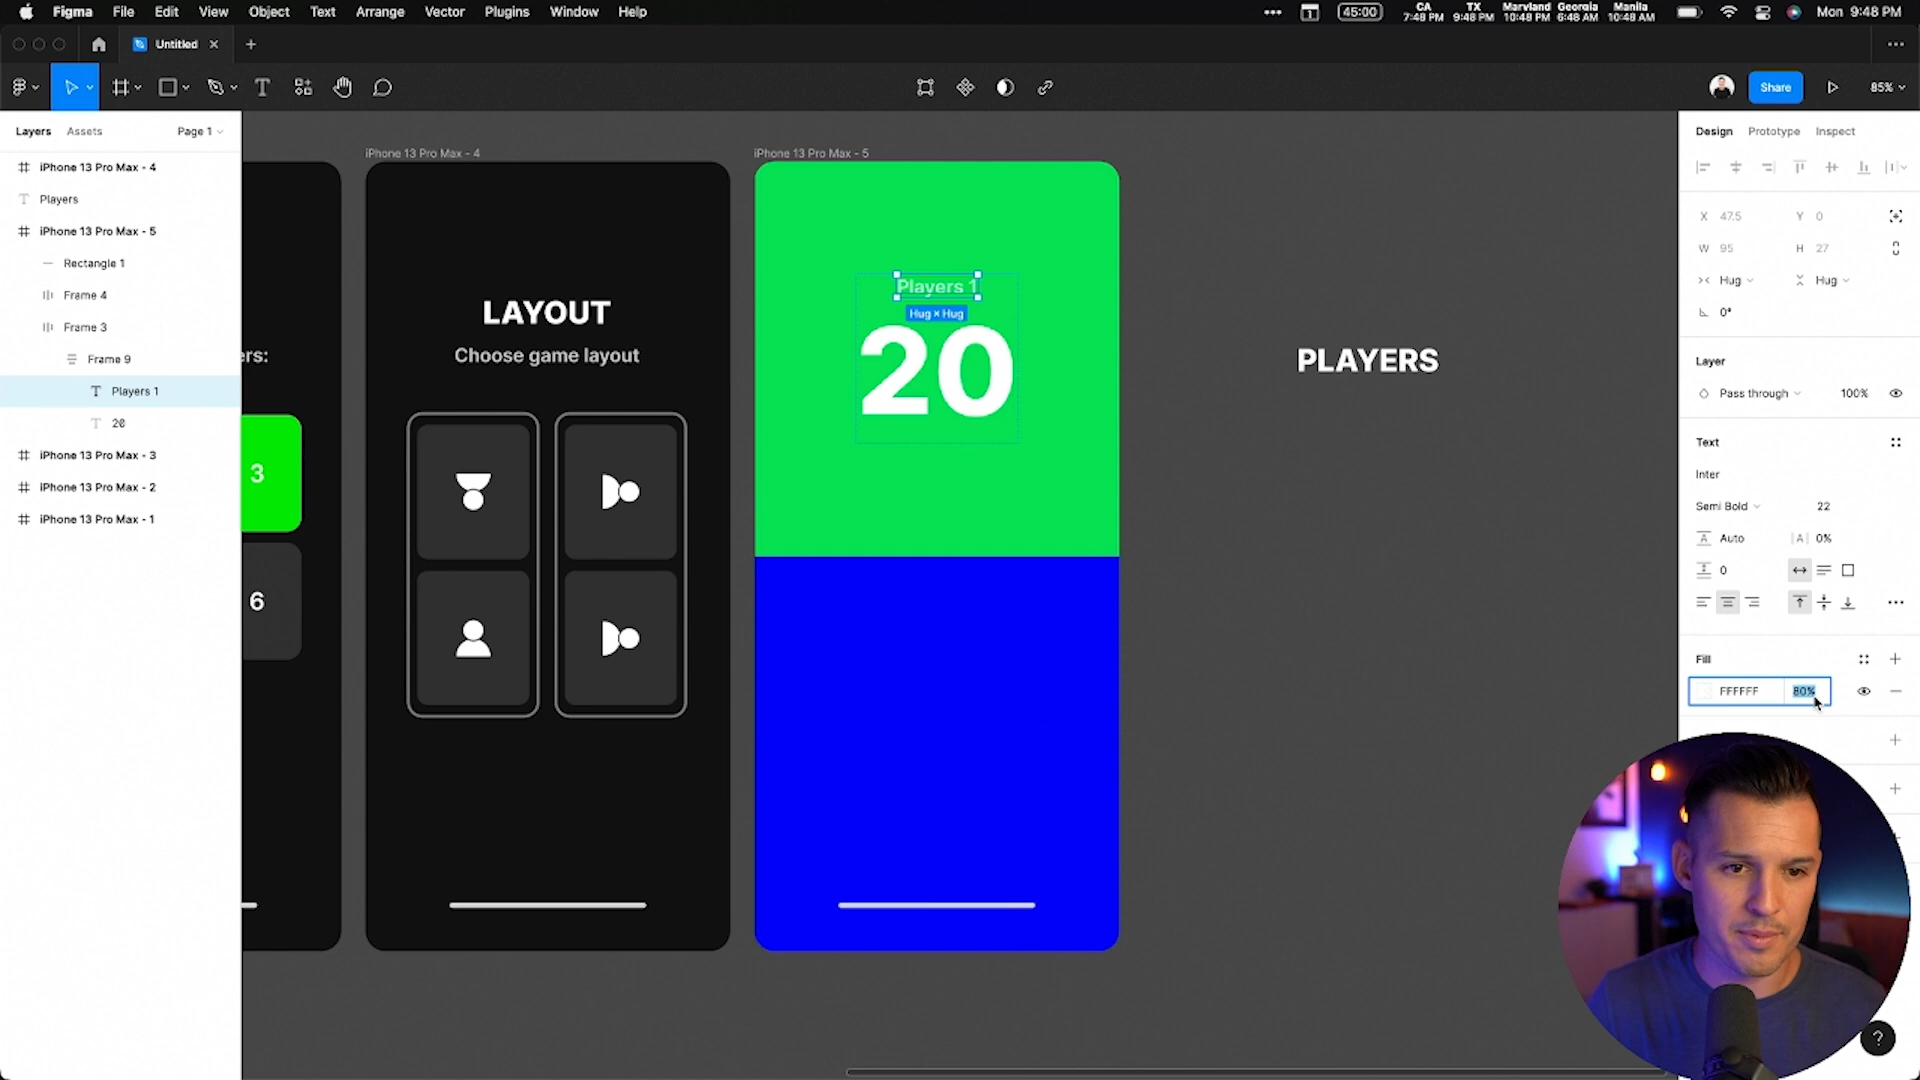 Figma File Edit View Object Text Arrange Vector Plugins Window Help
1 45:00 CA 7:48 PM TX 9:48 PM Maryland 10:48 PM Georgia 6:48 AM Manila 10:48 AM Mon 9:48 PM
Untitled
Share 85%
Layers Assets Page 1
iPhone 13 Pro Max - 4
Players
iPhone 13 Pro Max - 5
Rectangle 1
Frame 4
Frame 3
Frame 9
Players 1
20
iPhone 13 Pro Max - 3
iPhone 13 Pro Max - 2
iPhone 13 Pro Max - 1
ers:
3
6
iPhone 13 Pro Max - 4
LAYOUT
Choose game layout
iPhone 13 Pro Max - 5
Players 1
Hug × Hug
20
PLAYERS
Design Prototype Inspect
X 47.5 Y 0
W 95 H 27
Hug Hug
0°
Layer
Pass through 100%
Text
Inter
Semi Bold 22
A Auto |A| 0%
0
Fill
FFFFFF 80%
?